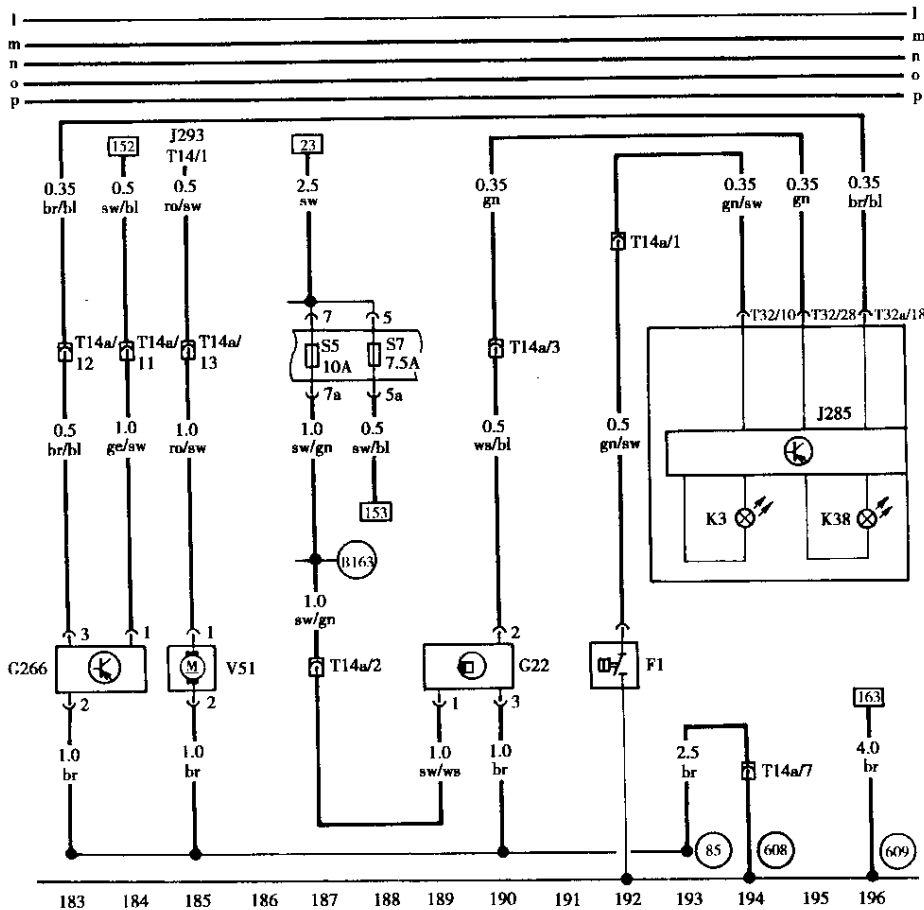 l l
m m
n n
o o
p p
152 J293 23
T14/1
0.35 0.5 0.5 2.5 0.35 0.35 0.35 0.35
br/bl sw/bl ro/sw sw gn gn/sw gn br/bl
T14a/1
7 5 T32/10 T32/28 T32a/18
T14a/ T14a/ T14a/ S5 S7 T14a/3
12 11 13 10A 7.5A
7a 5a J285
0.5 1.0 1.0 1.0 0.5 0.5 0.5
br/bl ge/sw ro/sw sw/gn sw/bl ws/bl gn/sw
153 K3 K38
B163
1.0
sw/gn
3 1 1 2
G266 M V51 T14a/2 G22 F1
2 2 1 3 163
1.0 1.0 1.0 1.0 2.5 4.0
br br sw/ws br br br
T14a/7
85 608 609
183 184 185 186 187 188 189 190 191 192 193 194 195 196